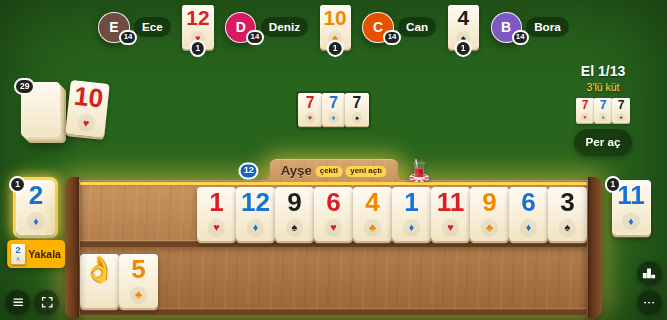 E 14 Ece
12 1
D 14 Deniz
10 1
C 14 Can
4 1
B 14 Bora
El 1/13
3'lü küt
7 7 7
Per aç
29
10
7 7 7
12 Ayşe çekti yeni açtı
1 2
2 Yakala
1 12 9 6 4 1 11 9 6 3
5
1 11